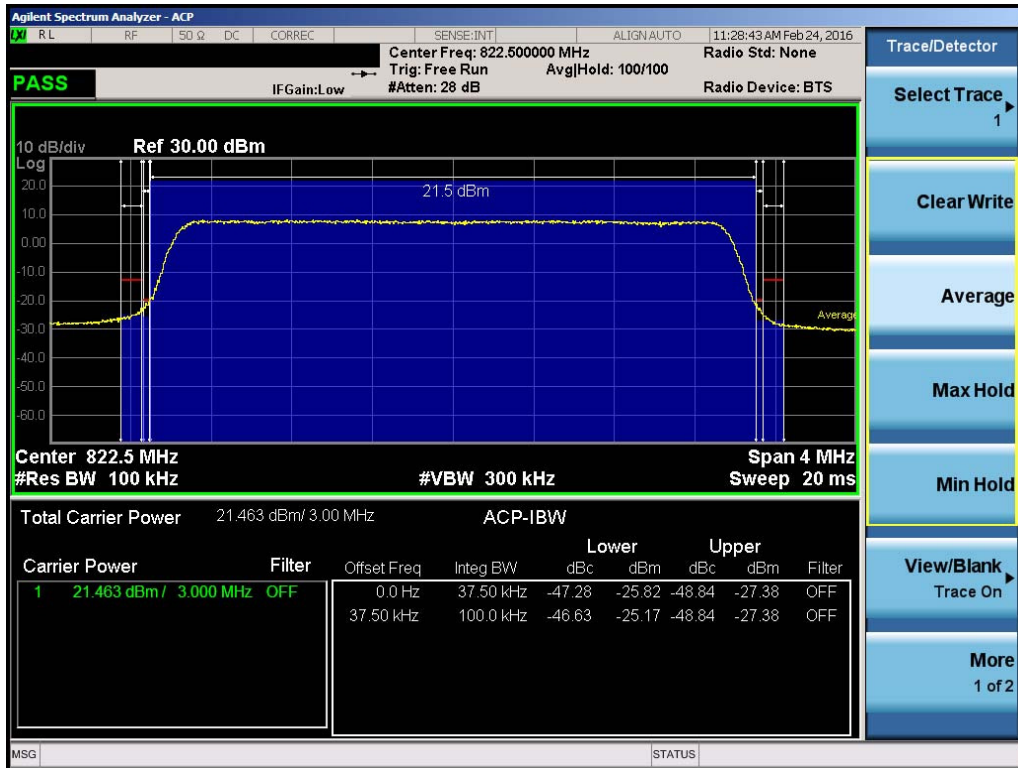 Agilent Spectrum Analyzer - ACP
LXI RL RF 50 Ω DC CORREC SENSE:INT ALIGN AUTO 11:28:43 AM Feb 24, 2016
Center Freq: 822.500000 MHz Radio Std: None
Trig: Free Run Avg|Hold: 100/100
PASS IFGain:Low #Atten: 28 dB Radio Device: BTS
10 dB/div Ref 30.00 dBm
Log
20.0
21.5 dBm
10.0
0.00
-10.0
-20.0
Average
-30.0
-40.0
-50.0
-60.0
Center 822.5 MHz Span 4 MHz
#Res BW 100 kHz #VBW 300 kHz Sweep 20 ms
Total Carrier Power 21.463 dBm/ 3.00 MHz ACP-IBW
Lower Upper
Carrier Power Filter Offset Freq Integ BW dBc dBm dBc dBm Filter
1 21.463 dBm / 3.000 MHz OFF 0.0 Hz 37.50 kHz -47.28 -25.82 -48.84 -27.38 OFF
37.50 kHz 100.0 kHz -46.63 -25.17 -48.84 -27.38 OFF
MSG STATUS
Trace/Detector
Select Trace
1
Clear Write
Average
Max Hold
Min Hold
View/Blank
Trace On
More
1 of 2